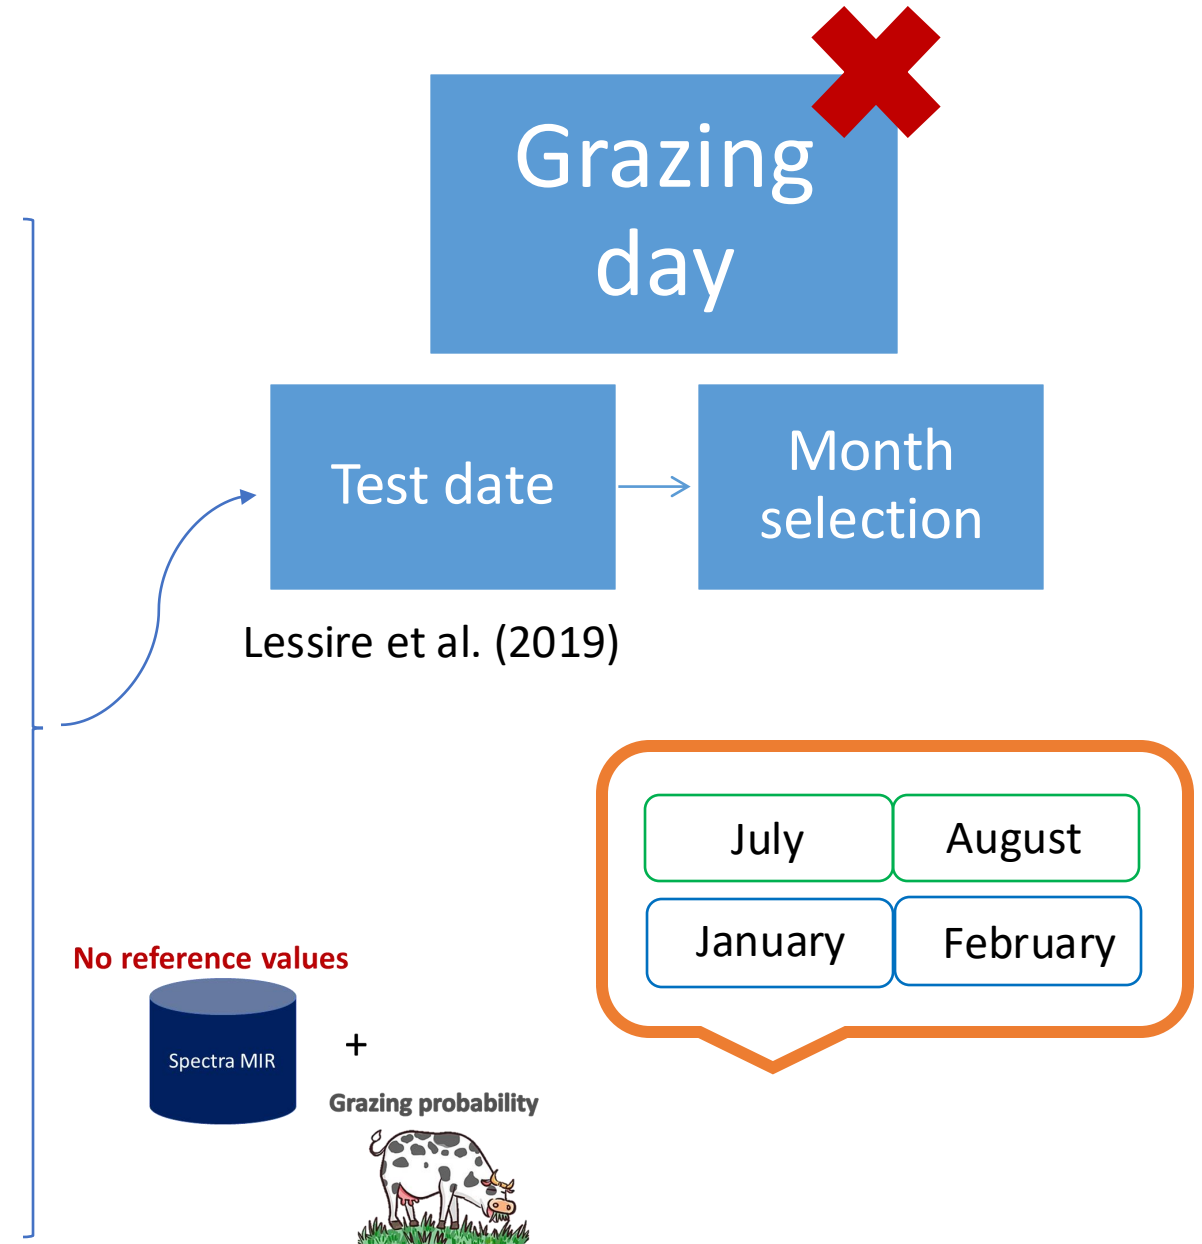 Grazing
day
Test date
Month
selection
Lessire et al. (2019)
July
August
January
February
No reference values
Spectra MIR
+
Grazing probability